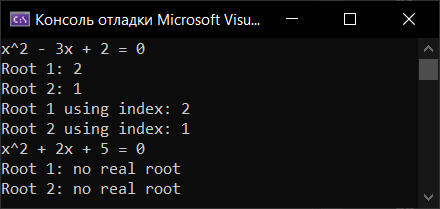 Консоль отладки Microsoft Visu...
x^2 - 3x + 2 = 0
Root 1: 2
Root 2: 1
Root 1 using index: 2
Root 2 using index: 1
x^2 + 2x + 5 = 0
Root 1: no real root
Root 2: no real root